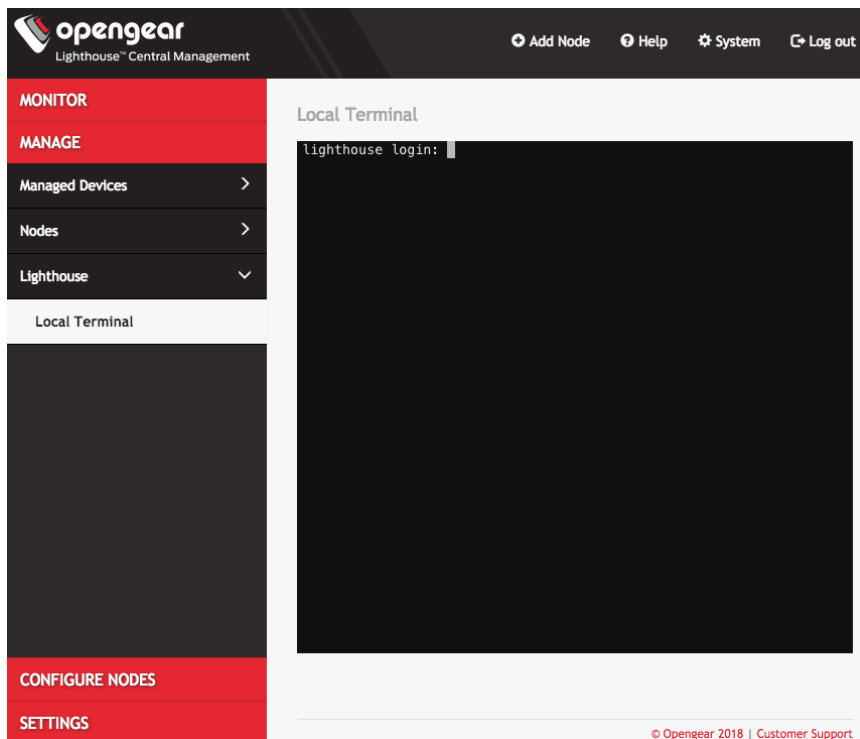 opengear
Lighthouse™ Central Management
Add Node Help System Log out
MONITOR
MANAGE
Managed Devices
Nodes
Lighthouse
Local Terminal
Local Terminal
lighthouse login:
CONFIGURE NODES
SETTINGS
© Opengear 2018 | Customer Support